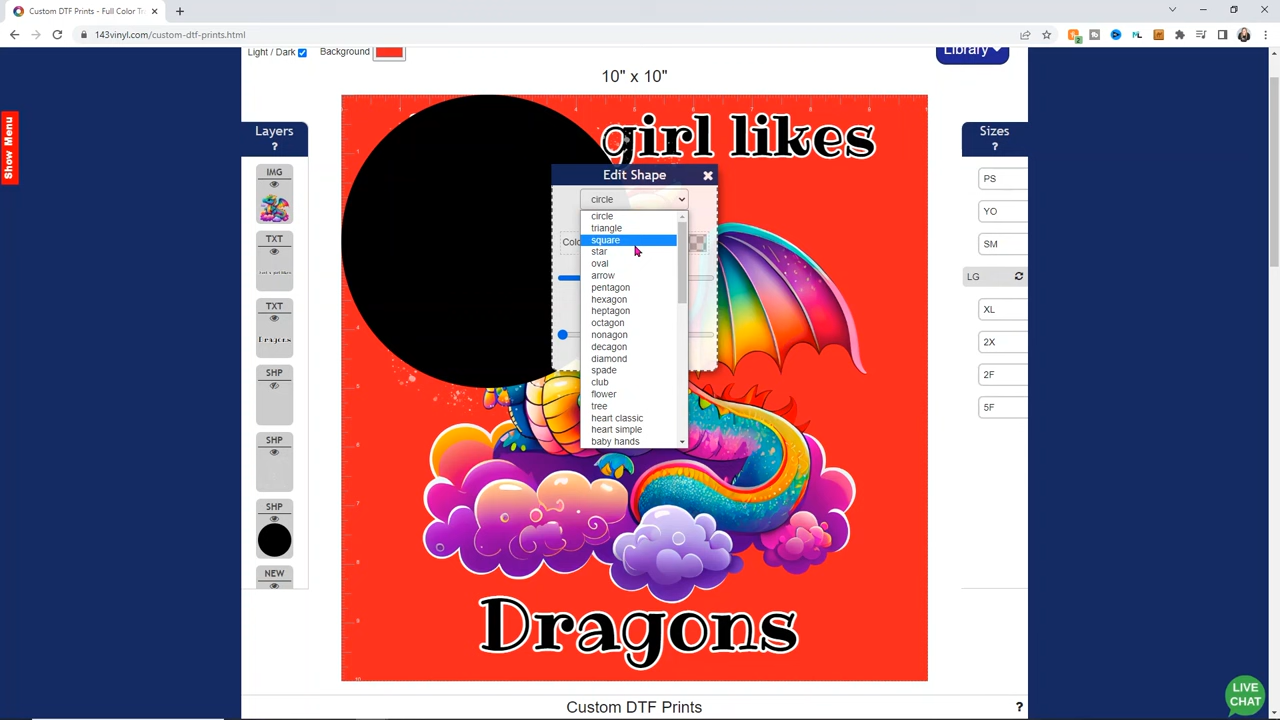 Custom DTF Prints - Full Color Tr
143vinyl.com/custom-dtf-prints.html
Light / Dark
Background
Library
10" x 10"
Show Menu
Layers
?
IMG
TXT
TXT
Dragons
SHP
SHP
SHP
NEW
girl likes
Dragons
Edit Shape
circle
circle
triangle
square
star
oval
arrow
pentagon
hexagon
heptagon
octagon
nonagon
decagon
diamond
spade
club
flower
tree
heart classic
heart simple
baby hands
Sizes
?
PS
YO
SM
LG
XL
2X
2F
5F
Custom DTF Prints
?
LIVE
CHAT